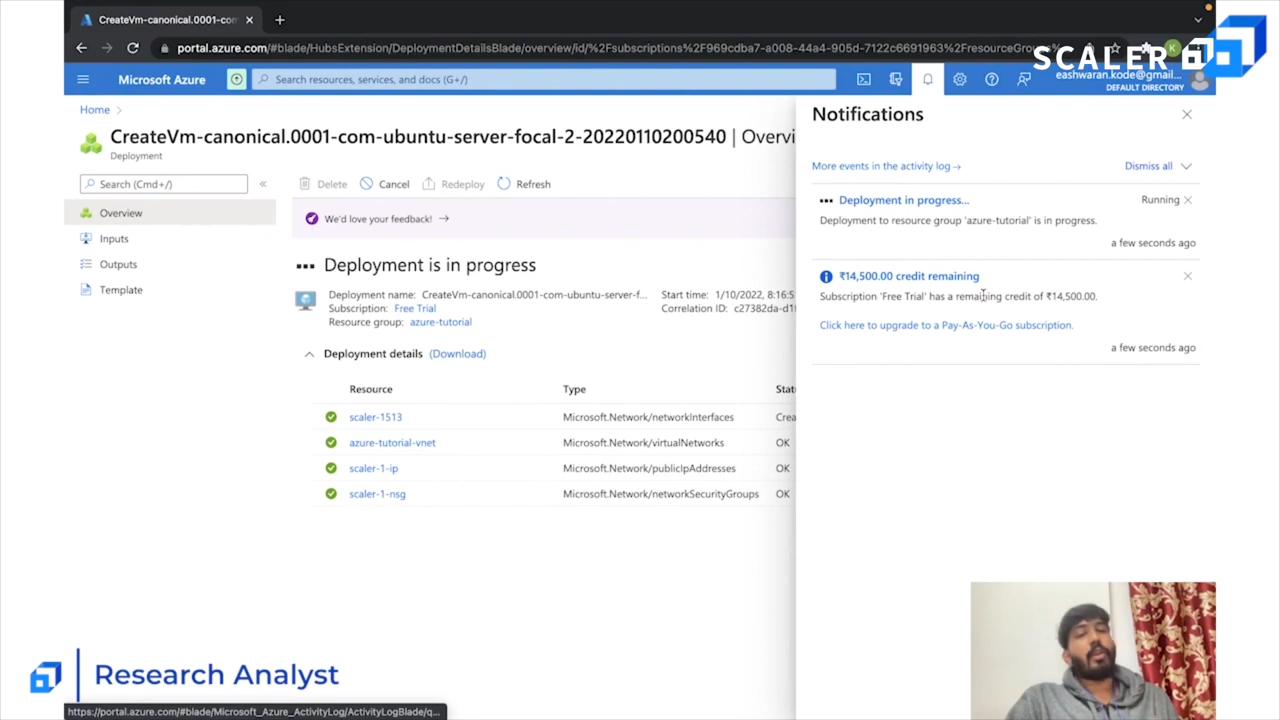 CreateVm-canonical.0001-con
portal.azure.com/#blade/HubsExtension/DeploymentDetailsBlade/overview/id/%2Fsubscriptions%2F969cdba7-a008-44a4-905d-7122c6691963%2FresourceGroups%
SCALER
Microsoft Azure
Search resources, services, and docs (G+/)
eashwaran.kode@gmail...
DEFAULT DIRECTORY
K
Home
CreateVm-canonical.0001-com-ubuntu-server-focal-2-20220110200540 | Overvi
Deployment
Search (Cmd+/)
Delete
Cancel
Redeploy
Refresh
Overview
Inputs
Outputs
Template
We'd love your feedback! →
Deployment is in progress
Deployment name: CreateVm-canonical.0001-com-ubuntu-server-f...
Subscription: Free Trial
Resource group: azure-tutorial
Start time: 1/10/2022, 8:16:5
Correlation ID: c27382da-d1f
Deployment details (Download)
Resource Type Statu
scaler-1513 Microsoft.Network/networkInterfaces Crea
azure-tutorial-vnet Microsoft.Network/virtualNetworks OK
scaler-1-ip Microsoft.Network/publicIpAddresses OK
scaler-1-nsg Microsoft.Network/networkSecurityGroups OK
Notifications
More events in the activity log →
Dismiss all
Deployment in progress... Running
Deployment to resource group 'azure-tutorial' is in progress.
a few seconds ago
₹14,500.00 credit remaining
Subscription 'Free Trial' has a remaining credit of ₹14,500.00.
Click here to upgrade to a Pay-As-You-Go subscription.
a few seconds ago
Research Analyst
https://portal.azure.com/#blade/Microsoft_Azure_ActivityLog/ActivityLogBlade/q...